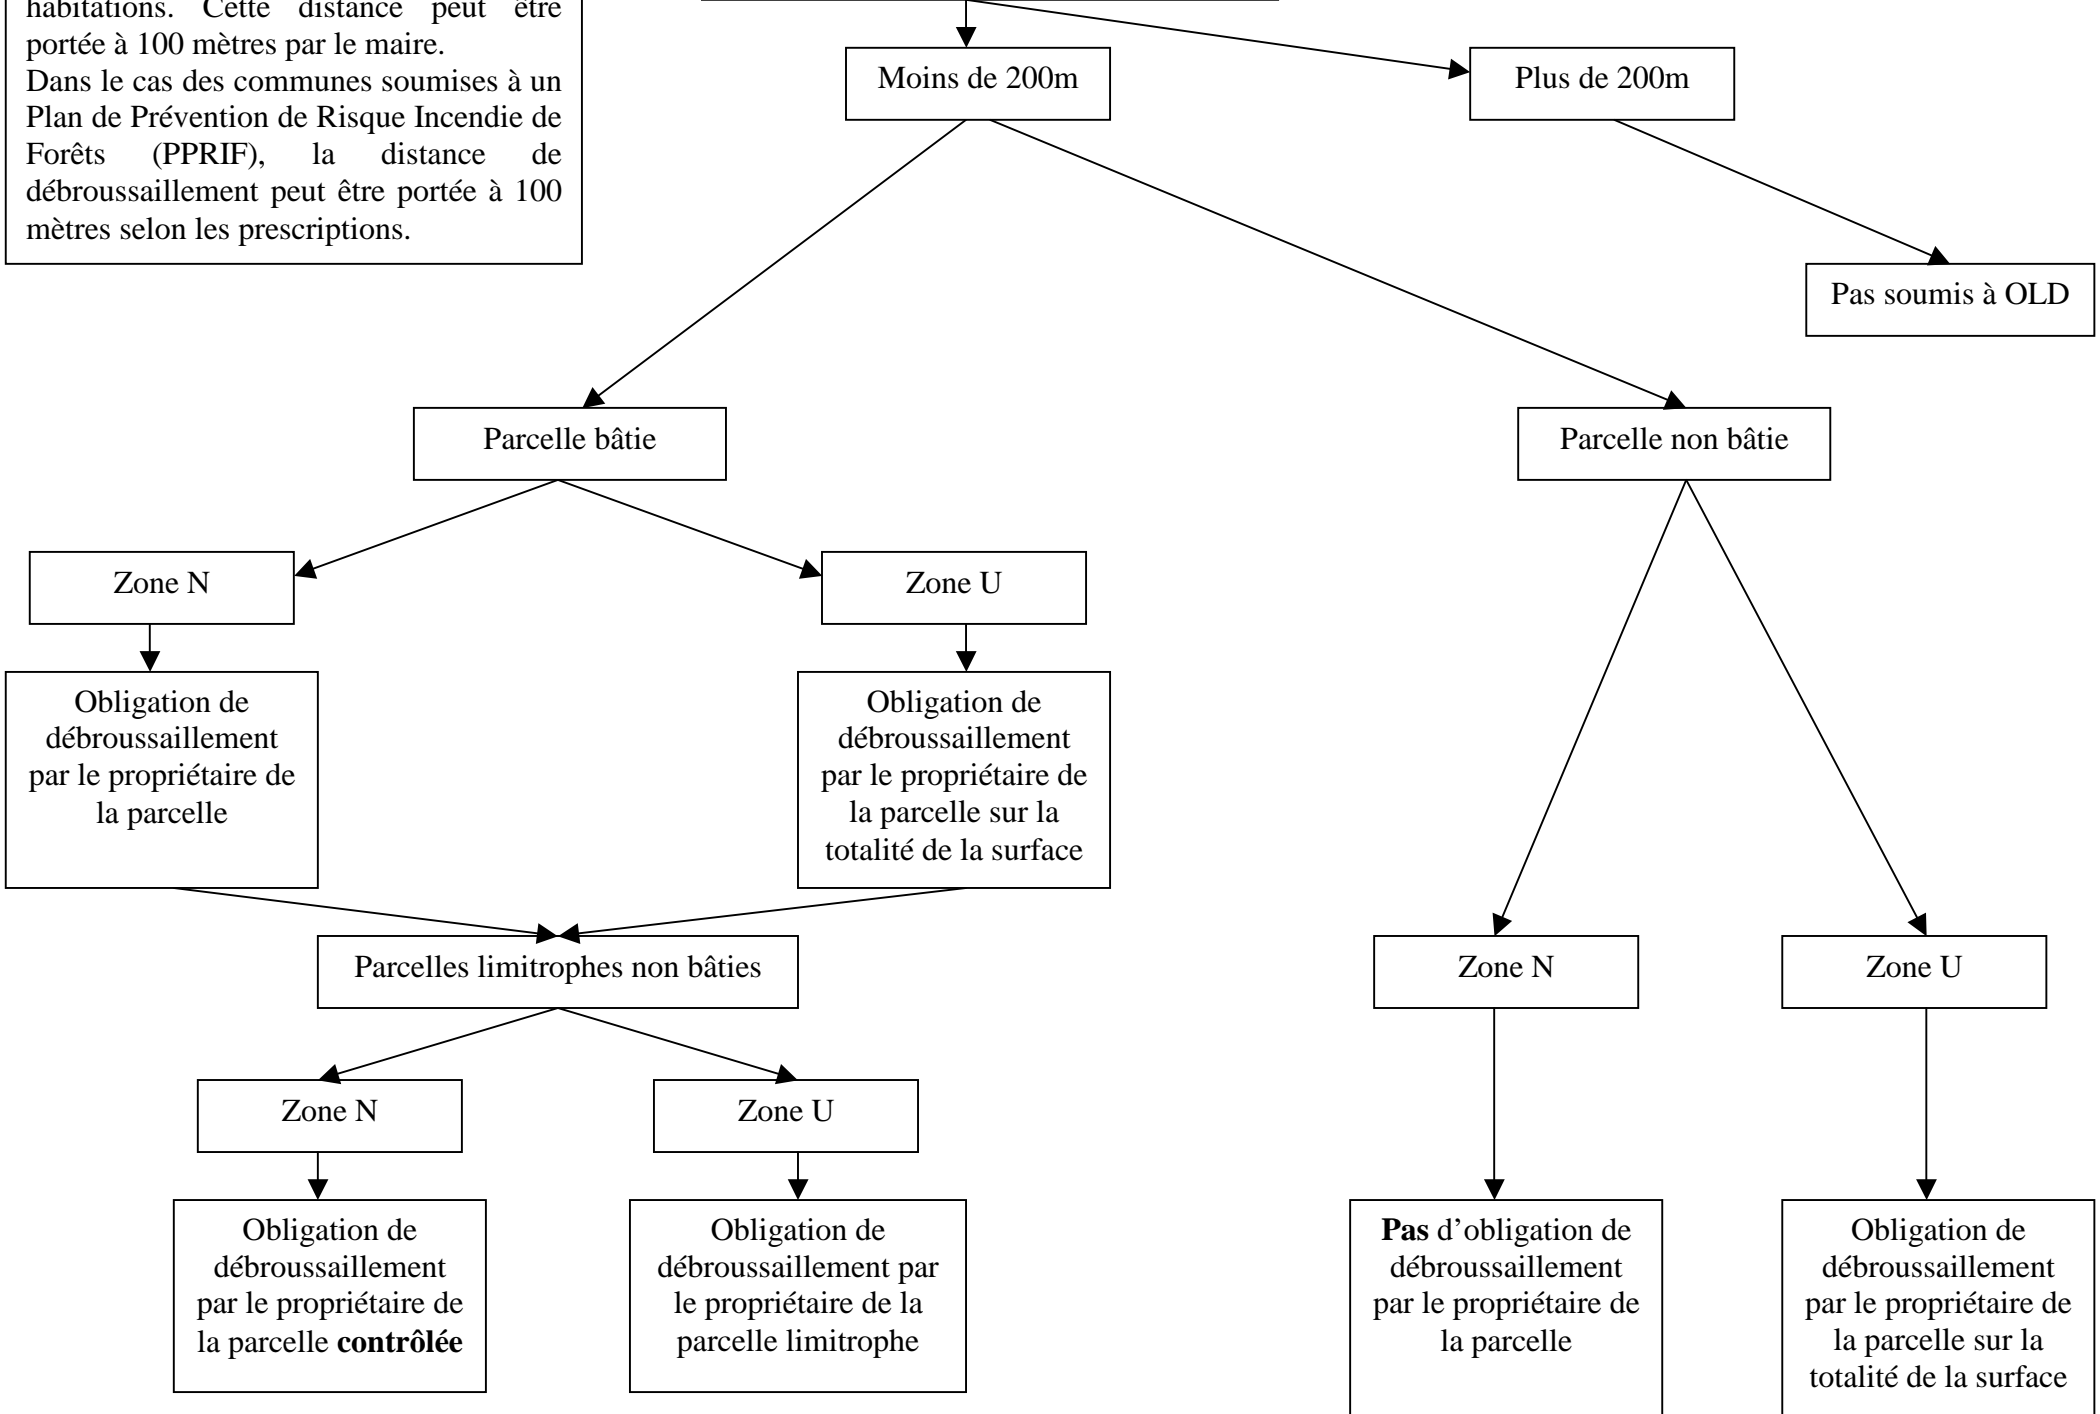 habitations. Cette distance peut être
portée à 100 mètres par le maire.
Dans le cas des communes soumises à un
Plan de Prévention de Risque Incendie de
Forêts (PPRIF), la distance de
débroussaillement peut être portée à 100
mètres selon les prescriptions.
Moins de 200m
Plus de 200m
Pas soumis à OLD
Parcelle bâtie
Parcelle non bâtie
Zone N
Zone U
Obligation de
débroussaillement
par le propriétaire de
la parcelle
Obligation de
débroussaillement
par le propriétaire de
la parcelle sur la
totalité de la surface
Parcelles limitrophes non bâties
Zone N
Zone U
Zone N
Zone U
Obligation de
débroussaillement
par le propriétaire de
la parcelle contrôlée
Obligation de
débroussaillement par
le propriétaire de la
parcelle limitrophe
Pas d’obligation de
débroussaillement
par le propriétaire de
la parcelle
Obligation de
débroussaillement
par le propriétaire de
la parcelle sur la
totalité de la surface